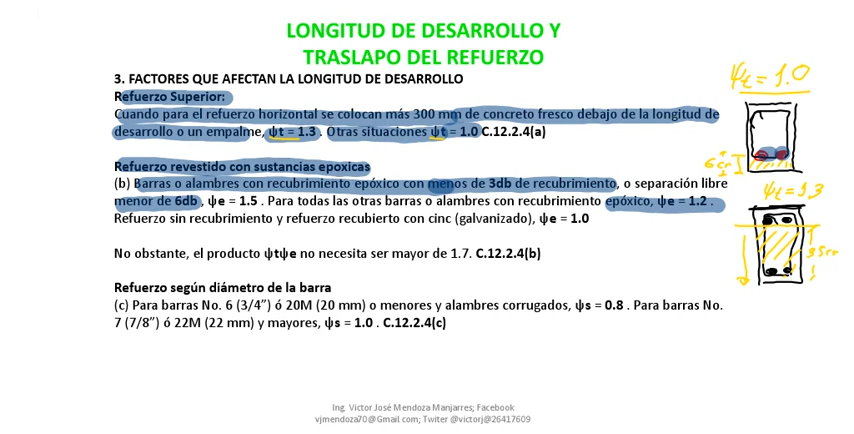 LONGITUD DE DESARROLLO Y
TRASLAPO DEL REFUERZO
3. FACTORES QUE AFECTAN LA LONGITUD DE DESARROLLO
Refuerzo Superior:
Cuando para el refuerzo horizontal se colocan más 300 mm de concreto fresco debajo de la longitud de
desarrollo o un empalme, ψt = 1.3 . Otras situaciones ψt = 1.0 C.12.2.4(a)
Refuerzo revestido con sustancias epoxicas
(b) Barras o alambres con recubrimiento epóxico con menos de 3db de recubrimiento, o separación libre
menor de 6db , ψe = 1.5 . Para todas las otras barras o alambres con recubrimiento epóxico, ψe = 1.2 .
Refuerzo sin recubrimiento y refuerzo recubierto con cinc (galvanizado), ψe = 1.0
No obstante, el producto ψtψe no necesita ser mayor de 1.7. C.12.2.4(b)
Refuerzo según diámetro de la barra
(c) Para barras No. 6 (3/4”) ó 20M (20 mm) o menores y alambres corrugados, ψs = 0.8 . Para barras No.
7 (7/8”) ó 22M (22 mm) y mayores, ψs = 1.0 . C.12.2.4(c)
ψt = 1.0
6cm
ψt = 1.3
35cm
Ing. Victor José Mendoza Manjarres; Facebook
vjmendoza70@Gmail.com; Twiter @victorj@26417609